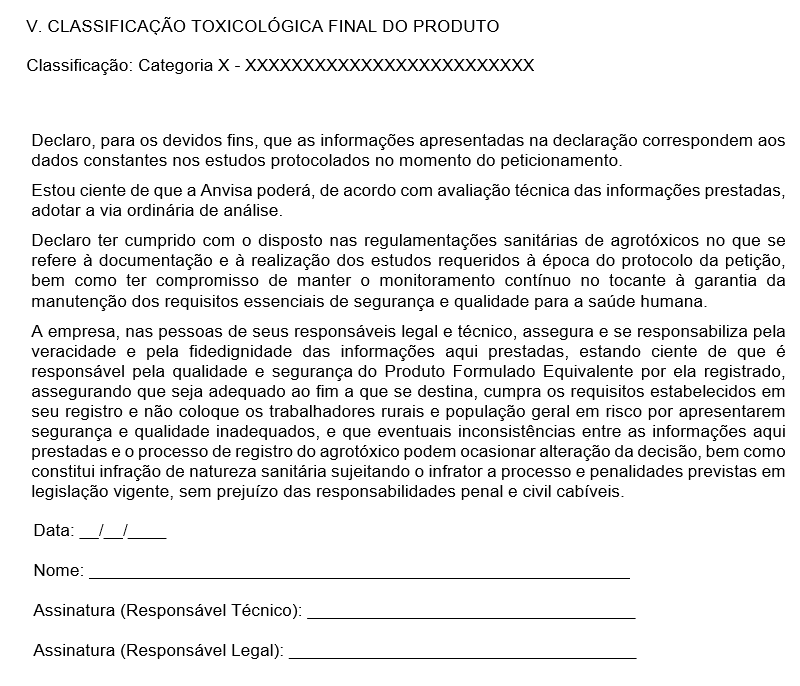 V. CLASSIFICAÇÃO TOXICOLÓGICA FINAL DO PRODUTO
Classificação: Categoria X - XXXXXXXXXXXXXXXXXXXXXXXXX
Declaro, para os devidos fins, que as informações apresentadas na declaração correspondem aos
dados constantes nos estudos protocolados no momento do peticionamento.
Estou ciente de que a Anvisa poderá, de acordo com avaliação técnica das informações prestadas,
adotar a via ordinária de análise.
Declaro ter cumprido com o disposto nas regulamentações sanitárias de agrotóxicos no que se
refere à documentação e à realização dos estudos requeridos à época do protocolo da petição,
bem como ter compromisso de manter o monitoramento contínuo no tocante à garantia da
manutenção dos requisitos essenciais de segurança e qualidade para a saúde humana.
A empresa, nas pessoas de seus responsáveis legal e técnico, assegura e se responsabiliza pela
veracidade e pela fidedignidade das informações aqui prestadas, estando ciente de que é
responsável pela qualidade e segurança do Produto Formulado Equivalente por ela registrado,
assegurando que seja adequado ao fim a que se destina, cumpra os requisitos estabelecidos em
seu registro e não coloque os trabalhadores rurais e população geral em risco por apresentarem
segurança e qualidade inadequados, e que eventuais inconsistências entre as informações aqui
prestadas e o processo de registro do agrotóxico podem ocasionar alteração da decisão, bem como
constitui infração de natureza sanitária sujeitando o infrator a processo e penalidades previstas em
legislação vigente, sem prejuízo das responsabilidades penal e civil cabíveis.
Data: __/__/____
Nome: ____________________________________________________________
Assinatura (Responsável Técnico): ____________________________________
Assinatura (Responsável Legal): ______________________________________